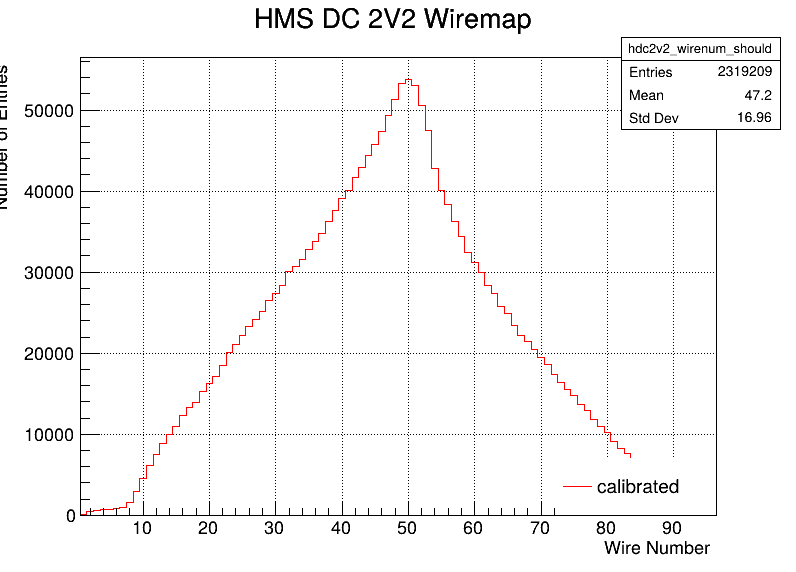 HMS DC 2V2 Wiremap
hdc2v2_wirenum_should
Entries 2319209
Mean 47.2
Std Dev 16.96
Number of Entries
50000
40000
30000
20000
10000
0
calibrated
10 20 30 40 50 60 70 80 90
Wire Number